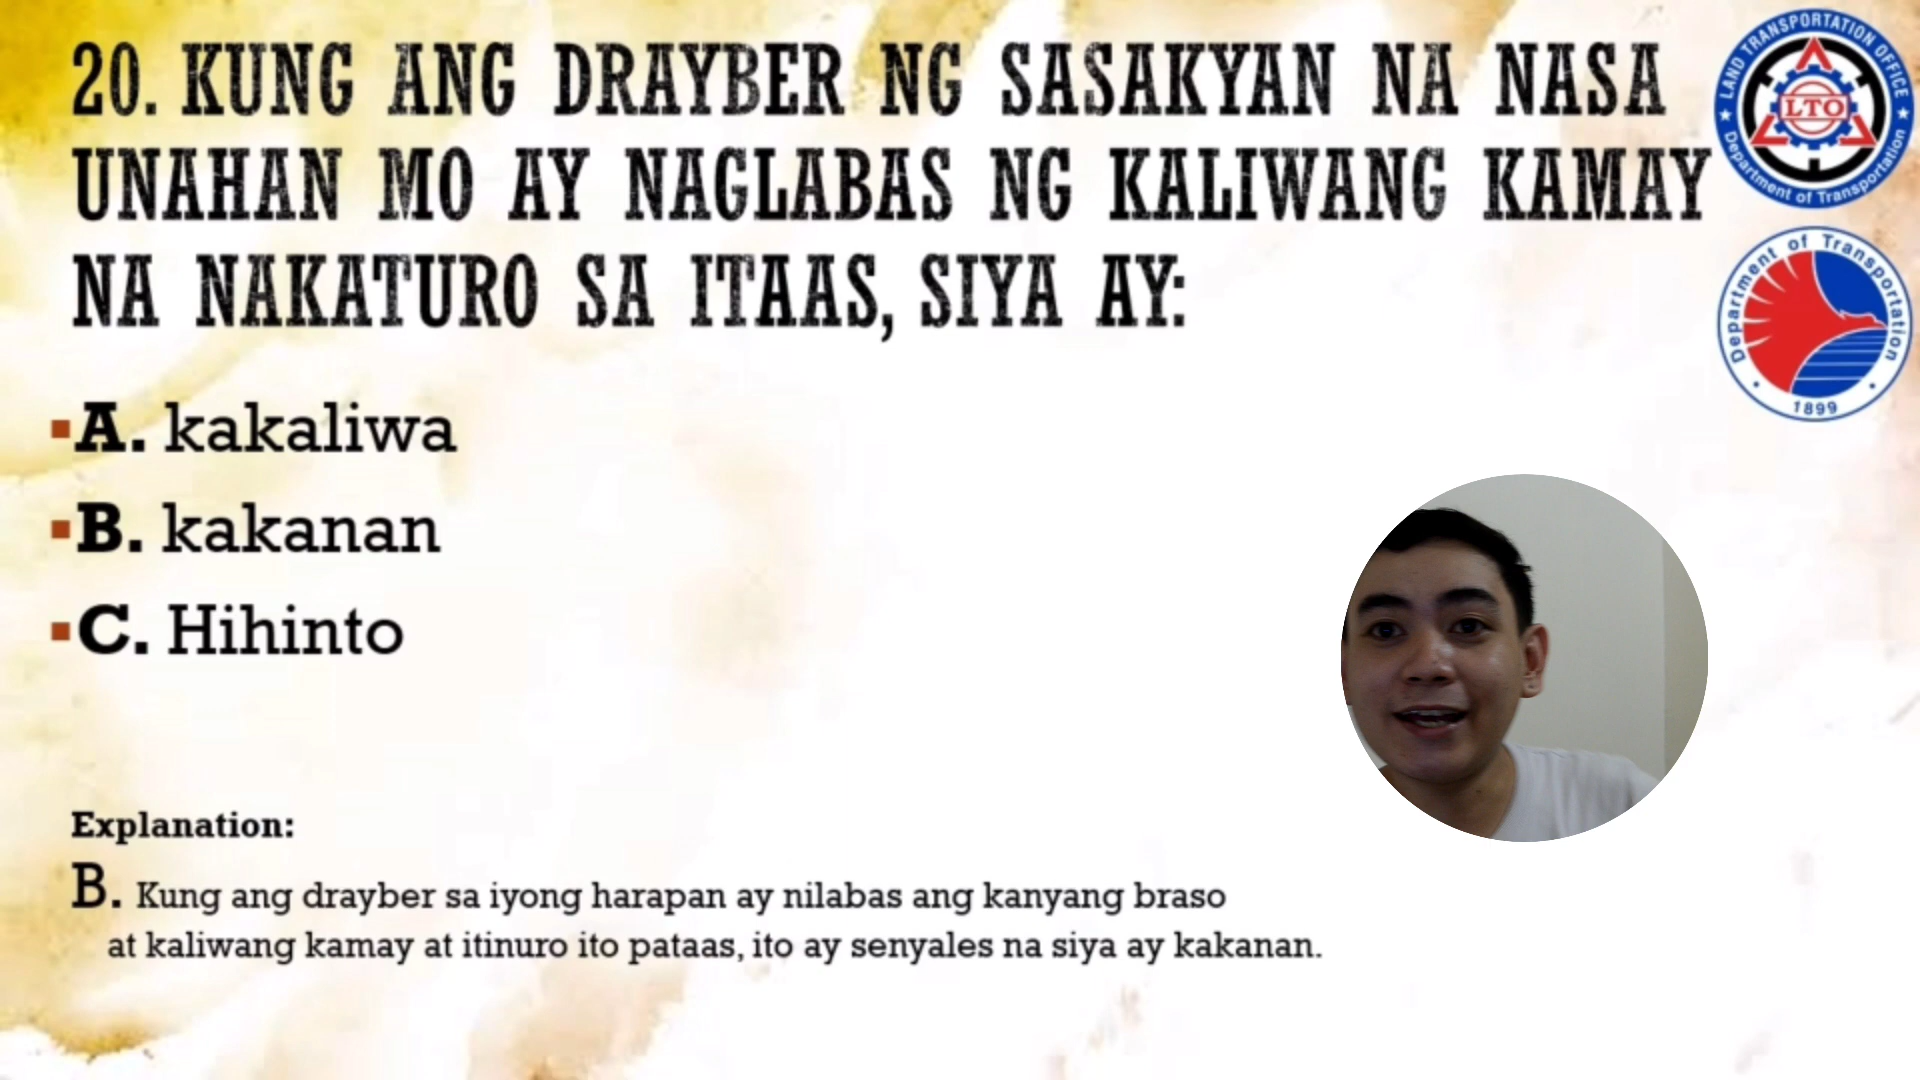 20. KUNG ANG DRAYBER NG SASAKYAN NA NASA
UNAHAN MO AY NAGLABAS NG KALIWANG KAMAY
NA NAKATURO SA ITAAS, SIYA AY:
A. kakaliwa
B. kakanan
C. Hihinto
Explanation:
B. Kung ang drayber sa iyong harapan ay nilabas ang kanyang braso
at kaliwang kamay at itinuro ito pataas, ito ay senyales na siya ay kakanan.
LAND TRANSPORTATION OFFICE
LTO
Department of Transportation
Department of Transportation
1899